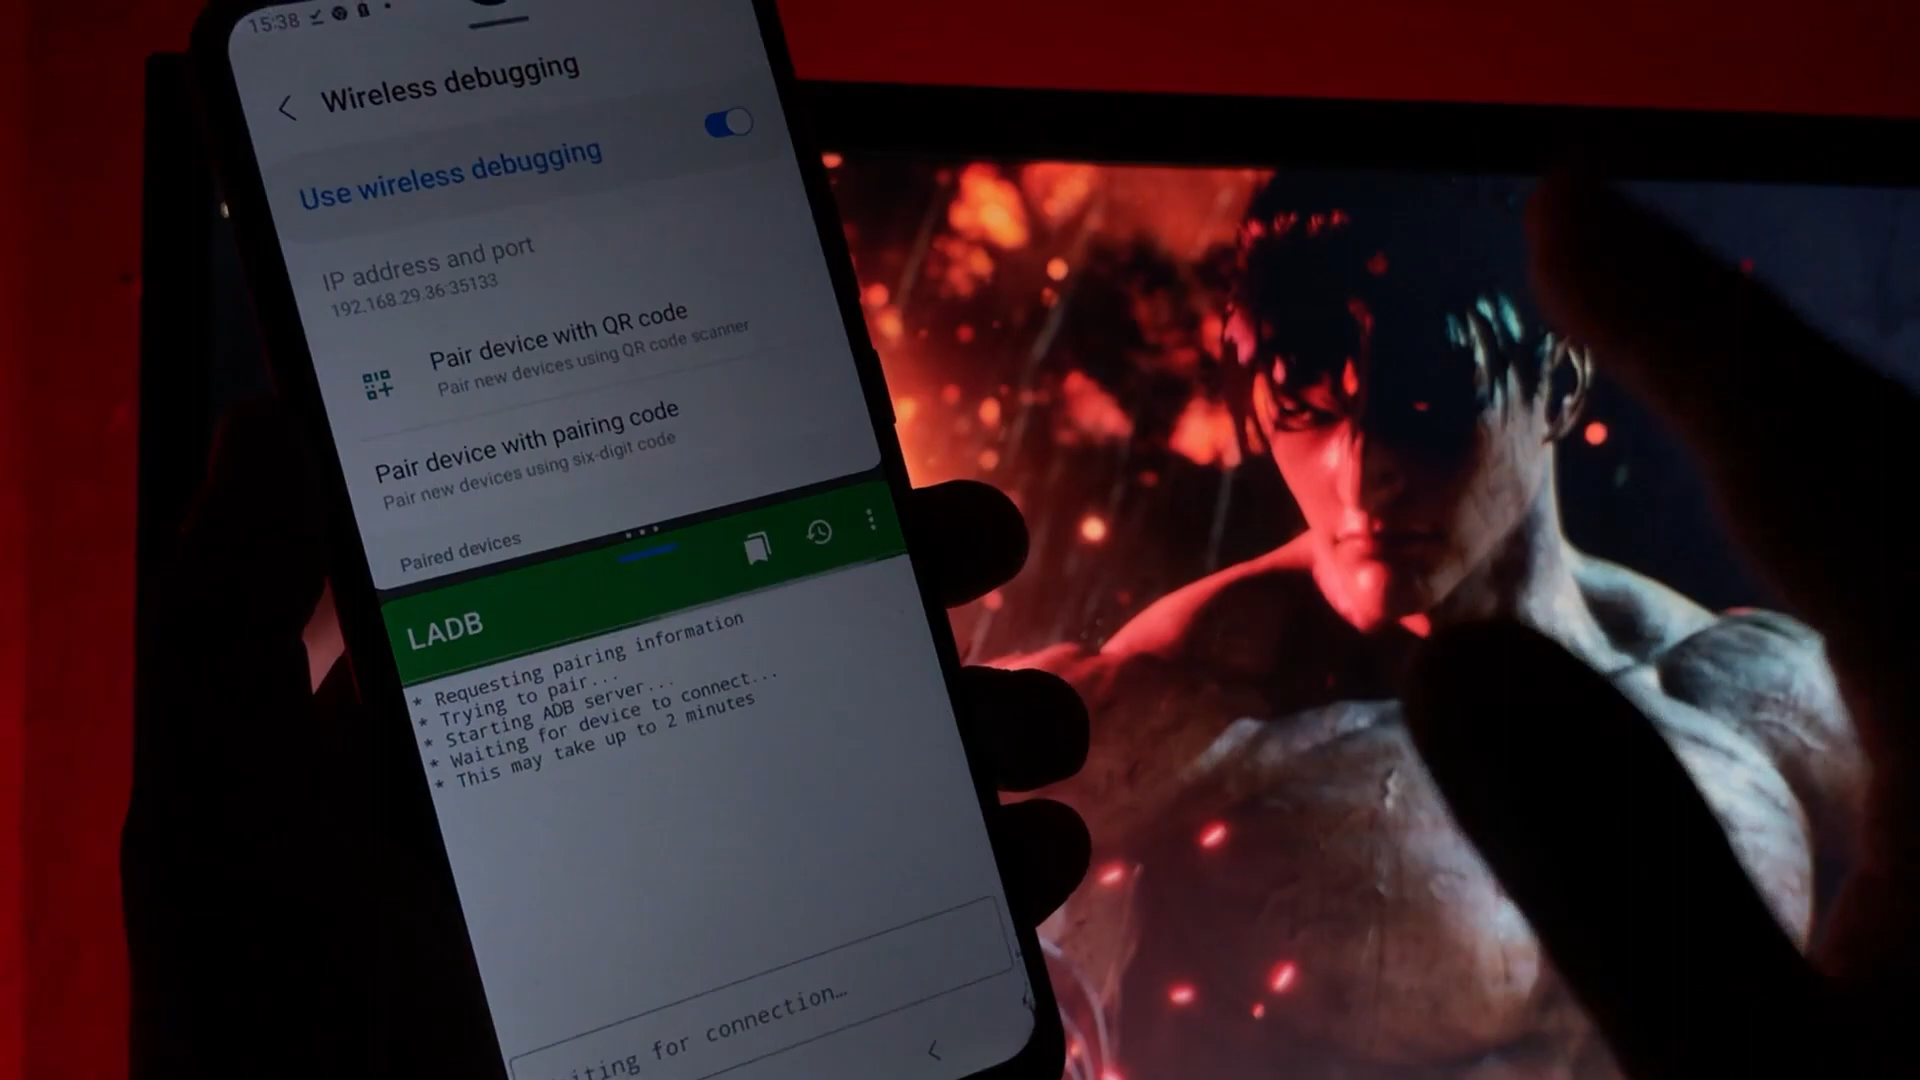 15:38
Wireless debugging
Use wireless debugging
IP address and port
192.168.29.36:35133
Pair device with QR code
Pair new devices using QR code scanner
Pair device with pairing code
Pair new devices using six-digit code
Paired devices
LADB
* Requesting pairing information
* Trying to pair...
* Starting ADB server...
* Waiting for device to connect...
* This may take up to 2 minutes
for connection…